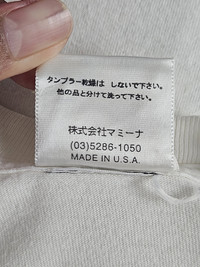 タンブラー乾燥は しないで下さい。
他の品と分けて洗って下さい。
株式会社マミーナ
(03)5286-1050
MADE IN U.S.A.